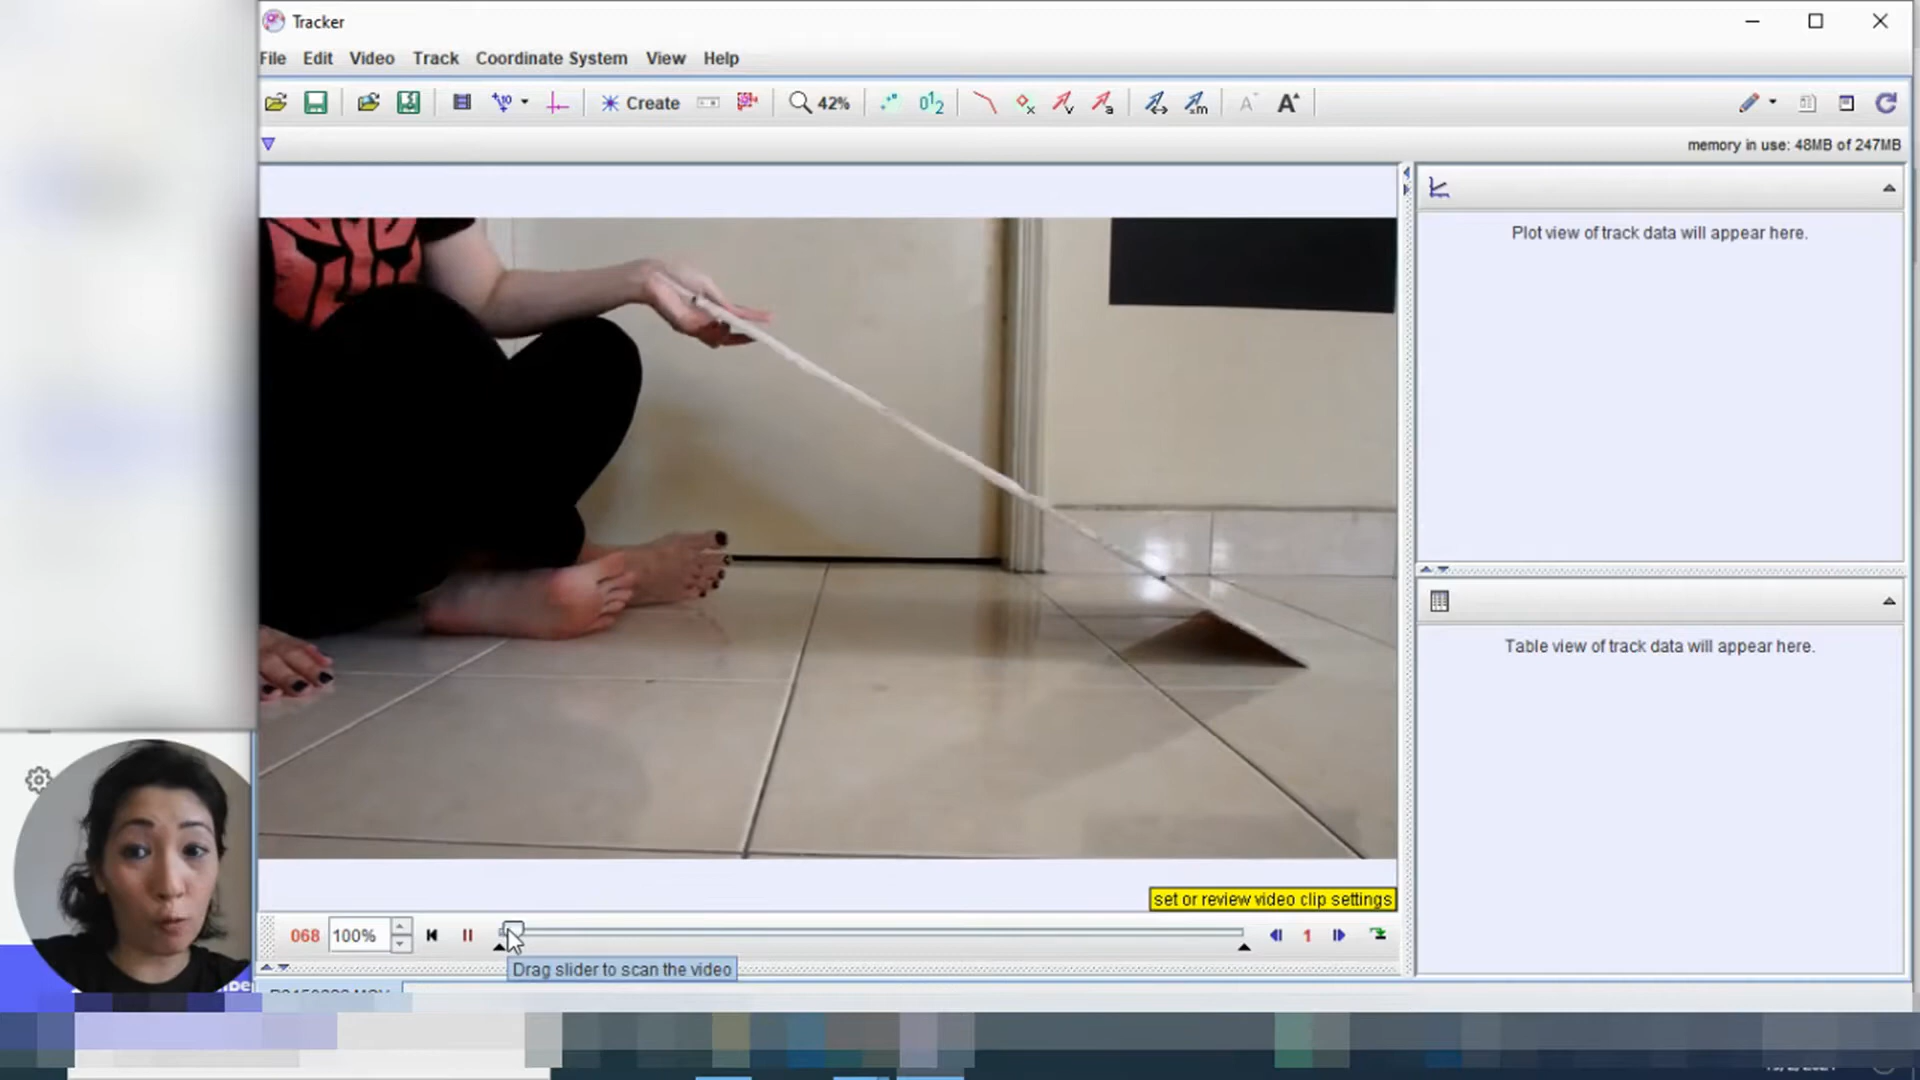 Tracker
File Edit Video Track Coordinate System View Help
Create 42%
memory in use: 48MB of 247MB
Plot view of track data will appear here.
Table view of track data will appear here.
set or review video clip settings
068 100% 1
Drag slider to scan the video